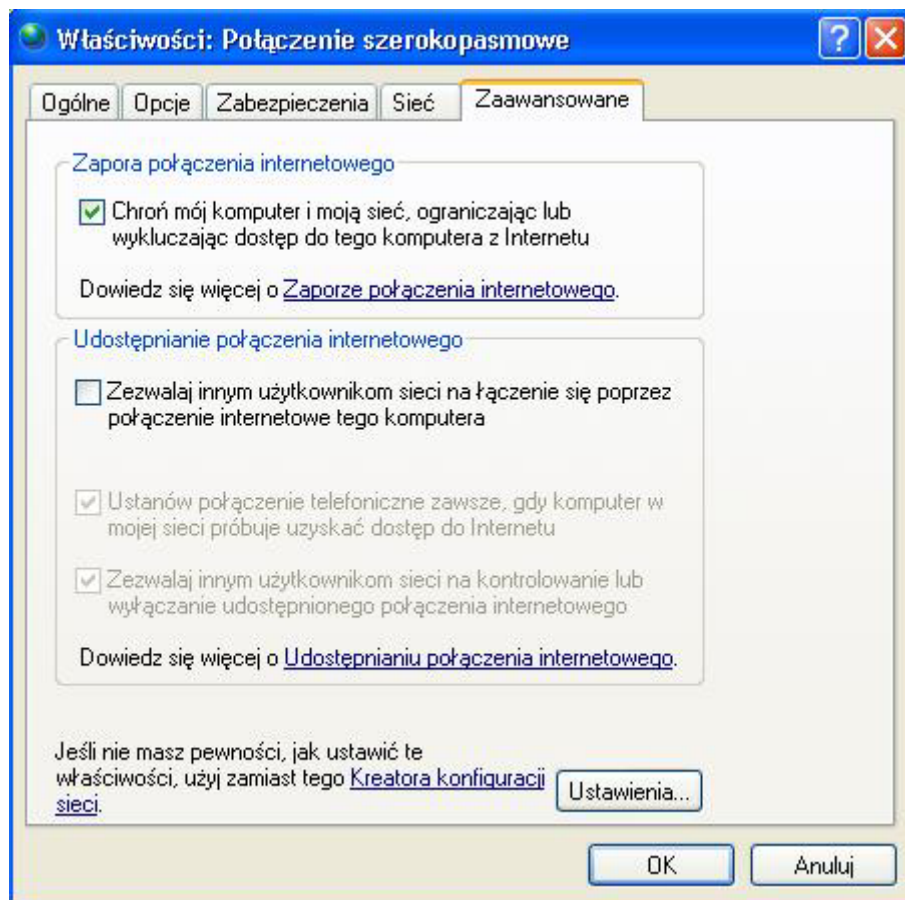 Właściwości: Połączenie szerokopasmowe
Ogólne Opcje Zabezpieczenia Sieć Zaawansowane
Zapora połączenia internetowego
Chroń mój komputer i moją sieć, ograniczając lub
wykluczając dostęp do tego komputera z Internetu
Dowiedz się więcej o Zaporze połączenia internetowego.
Udostępnianie połączenia internetowego
Zezwalaj innym użytkownikom sieci na łączenie się poprzez
połączenie internetowe tego komputera
Ustanów połączenie telefoniczne zawsze, gdy komputer w
mojej sieci próbuje uzyskać dostęp do Internetu
Zezwalaj innym użytkownikom sieci na kontrolowanie lub
wyłączanie udostępnionego połączenia internetowego
Dowiedz się więcej o Udostępnianiu połączenia internetowego.
Jeśli nie masz pewności, jak ustawić te
właściwości, użyj zamiast tego Kreatora konfiguracji
sieci.
Ustawienia...
OK Anuluj